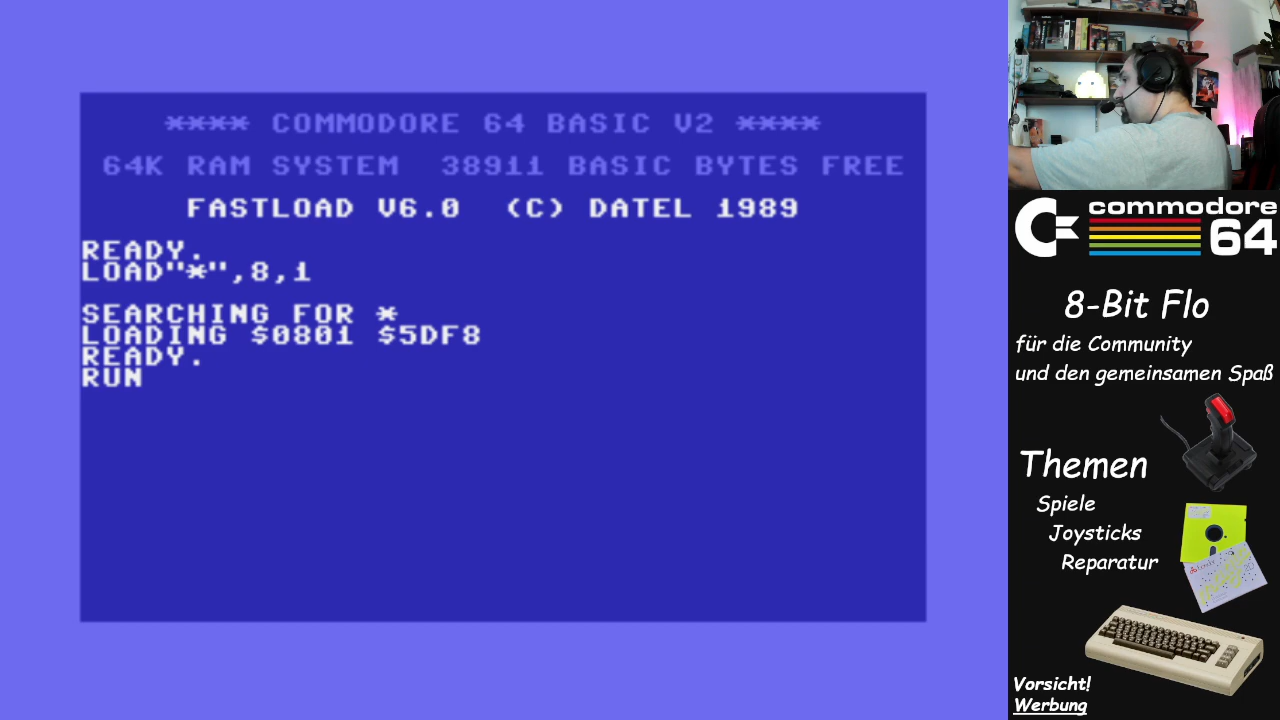 **** COMMODORE 64 BASIC V2 ****
64K RAM SYSTEM  38911 BASIC BYTES FREE
FASTLOAD V6.0  (C) DATEL 1989
READY.
LOAD"*",8,1
SEARCHING FOR *
LOADING $0801 $5DF8
READY.
RUN
commodore
64
8-Bit Flo
für die Community
und den gemeinsamen Spaß
Themen
Spiele
Joysticks
Reparatur
Vorsicht!
Werbung